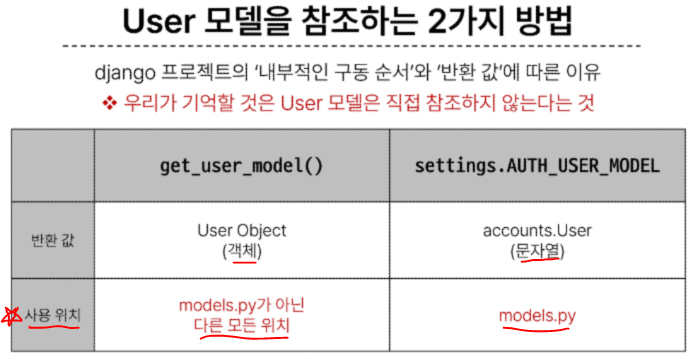 User 모델을 참조하는 2가지 방법
django 프로젝트의 ‘내부적인 구동 순서’와 ‘반환 값’에 따른 이유
❖ 우리가 기억할 것은 User 모델은 직접 참조하지 않는다는 것
get_user_model()
settings.AUTH_USER_MODEL
반환 값
User Object
(객체)
accounts.User
(문자열)
사용 위치
models.py가 아닌
다른 모든 위치
models.py